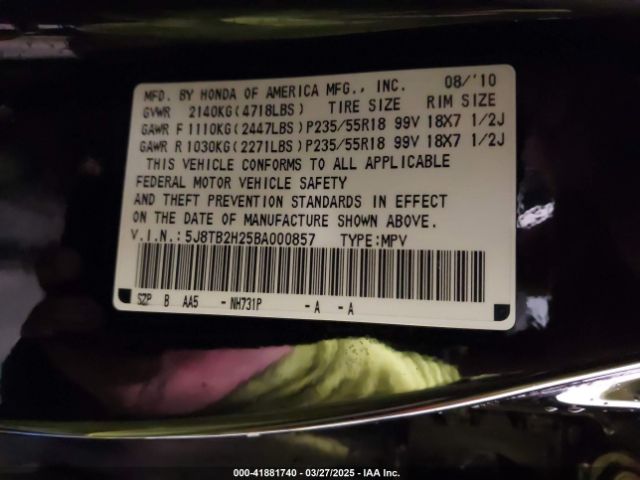 MFD. BY HONDA OF AMERICA MFG., INC. 08/'10
GVWR 2140KG(4718LBS) TIRE SIZE RIM SIZE
GAWR F 1110KG(2447LBS) P235/55R18 99V 18X7 1/2J
GAWR R 1030KG(2271LBS) P235/55R18 99V 18X7 1/2J
THIS VEHICLE CONFORMS TO ALL APPLICABLE
FEDERAL MOTOR VEHICLE SAFETY
AND THEFT PREVENTION STANDARDS IN EFFECT
ON THE DATE OF MANUFACTURE SHOWN ABOVE.
V.I.N.: 5J8TB2H25BA000857 TYPE:MPV
SZP B AA5 - NH731P - A - A
000-41881740 — 03/27/2025 — IAA Inc.